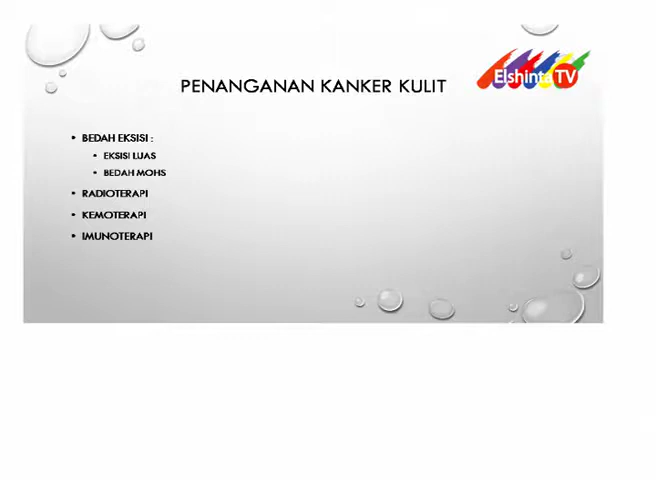 Elshinta TV
PENANGANAN KANKER KULIT
• BEDAH EKSISI :
• EKSISI LUAS
• BEDAH MOHS
• RADIOTERAPI
• KEMOTERAPI
• IMUNOTERAPI